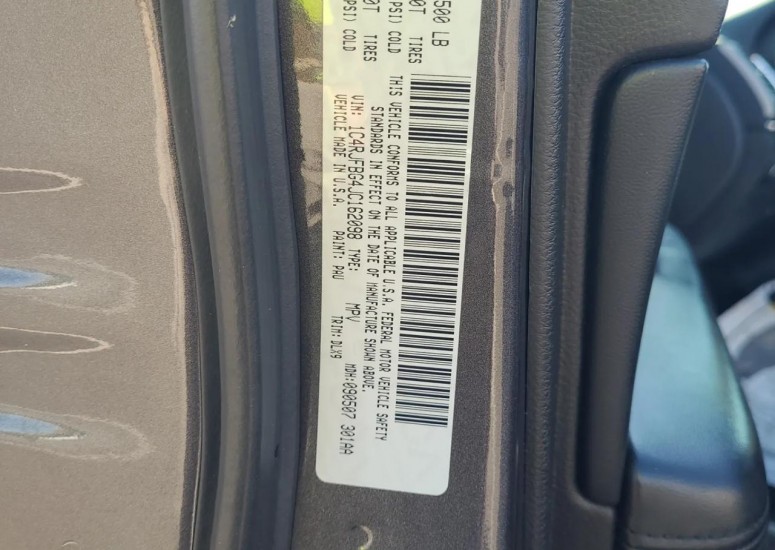 500 LB
0T TIRES
(PSI) COLD
0T TIRES
PSI) COLD
THIS VEHICLE CONFORMS TO ALL APPLICABLE U.S.A. FEDERAL MOTOR VEHICLE SAFETY
STANDARDS IN EFFECT ON THE DATE OF MANUFACTURE SHOWN ABOVE.
VIN: 1C4RJFBG4JC162098 TYPE: MPV MDH:090507 301AA
VEHICLE MADE IN U.S.A. PAINT: PAU TRIM: DLX9